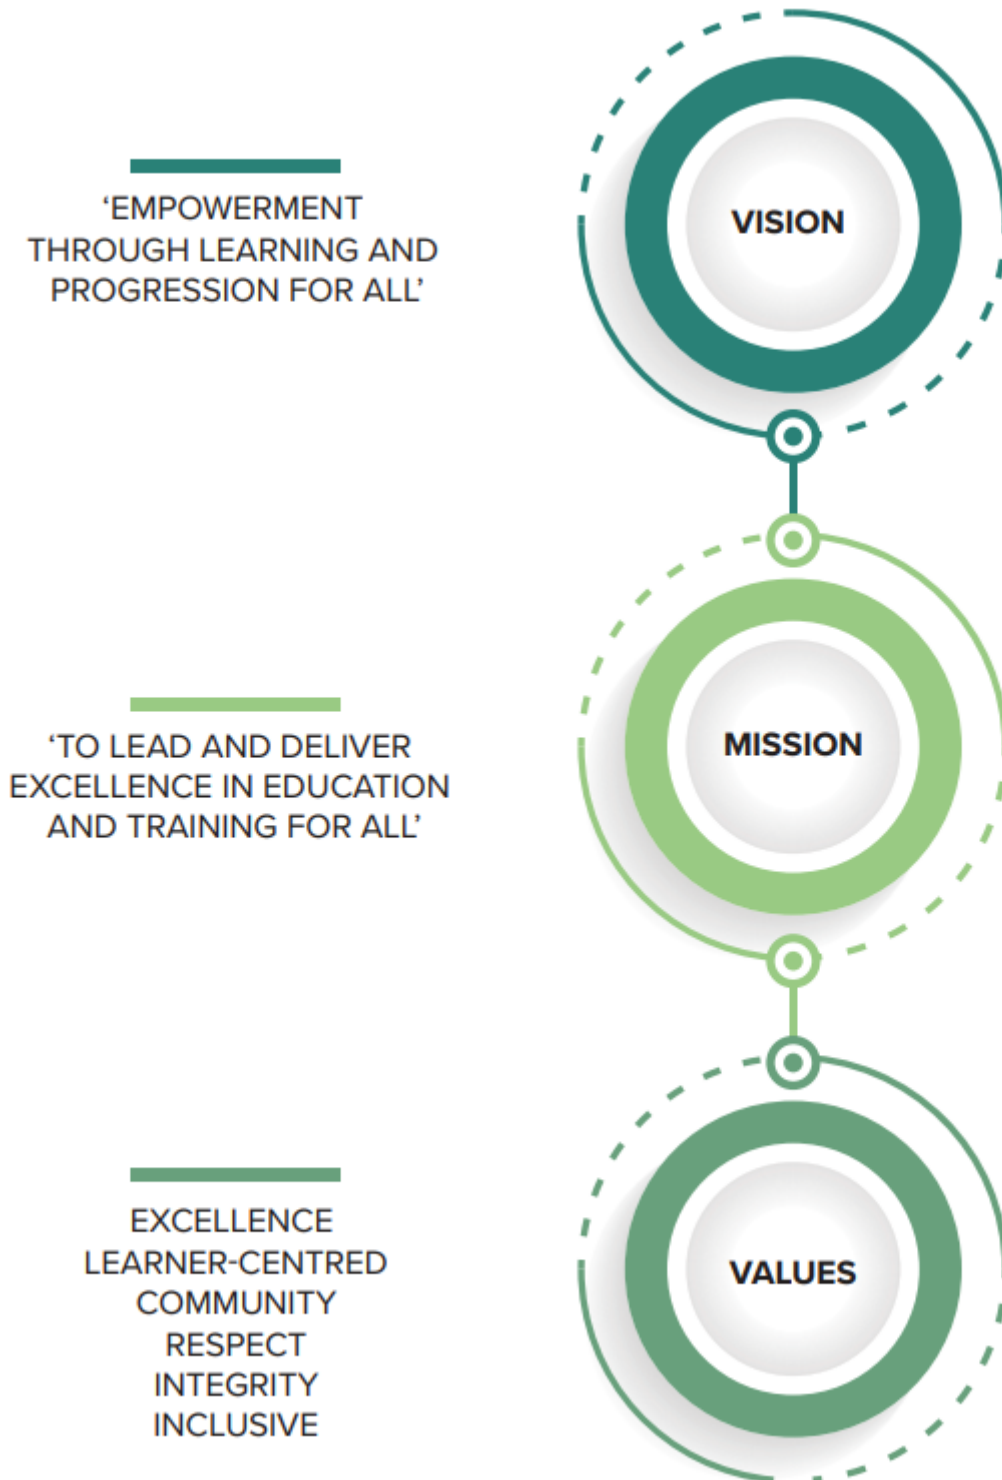 ‘EMPOWERMENT
THROUGH LEARNING AND
PROGRESSION FOR ALL’
VISION
‘TO LEAD AND DELIVER
EXCELLENCE IN EDUCATION
AND TRAINING FOR ALL’
MISSION
EXCELLENCE
LEARNER-CENTRED
COMMUNITY
RESPECT
INTEGRITY
INCLUSIVE
VALUES